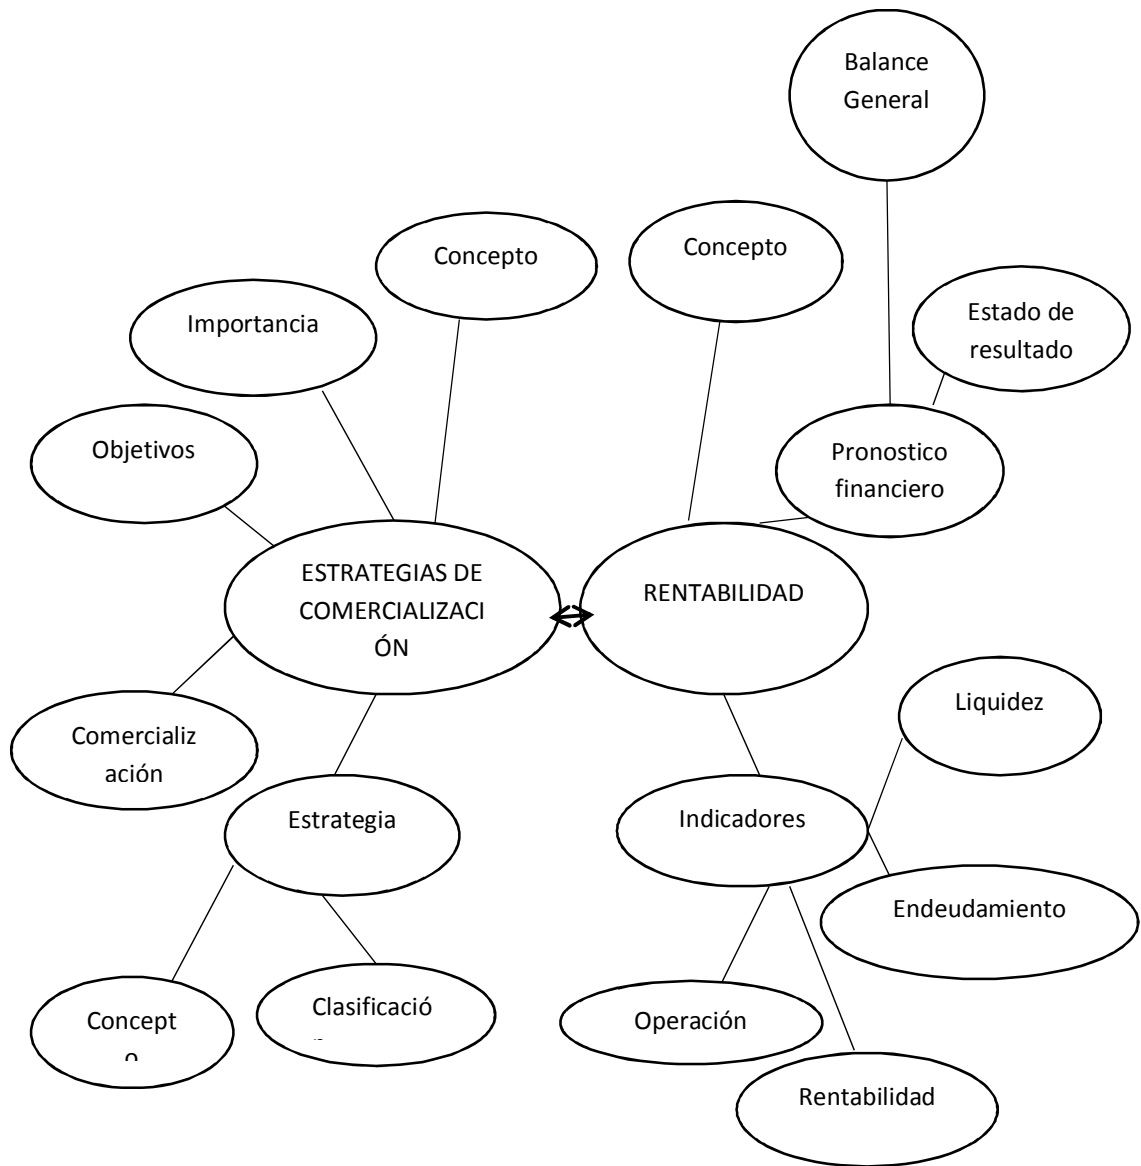 Balance
General
Concepto
Concepto
Importancia
Estado de
resultado
Objetivos
Pronostico
financiero
ESTRATEGIAS DE
COMERCIALIZACI
ÓN
RENTABILIDAD
Liquidez
Comercializ
ación
Estrategia
Indicadores
Endeudamiento
Concept
o
Clasificació
n
Operación
Rentabilidad